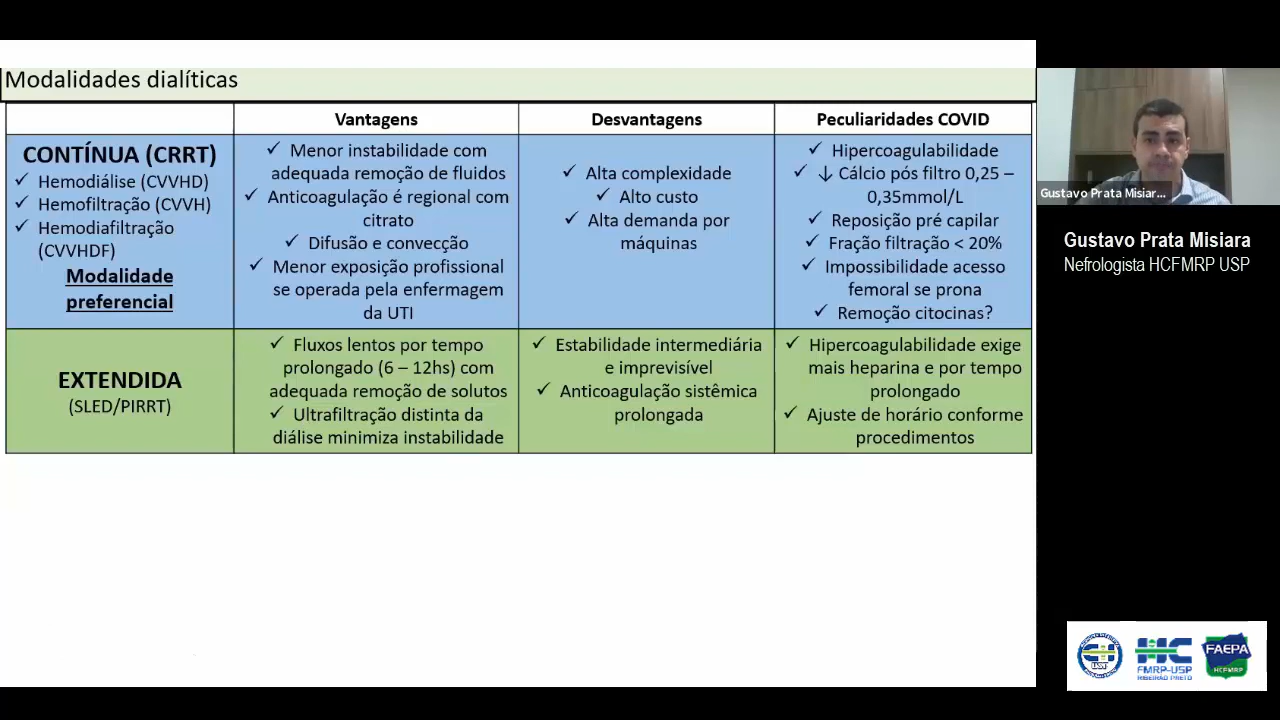 Modalidades dialíticas
Vantagens
Desvantagens
Peculiaridades COVID
CONTÍNUA (CRRT)
✓ Hemodiálise (CVVHD)
✓ Hemofiltração (CVVH)
✓ Hemodiafiltração
(CVVHDF)
Modalidade
preferencial
✓ Menor instabilidade com
adequada remoção de fluidos
✓ Anticoagulação é regional com
citrato
✓ Difusão e convecção
✓ Menor exposição profissional
se operada pela enfermagem
da UTI
✓ Alta complexidade
✓ Alto custo
✓ Alta demanda por
máquinas
✓ Hipercoagulabilidade
✓ ↓ Cálcio pós filtro 0,25 –
0,35mmol/L
✓ Reposição pré capilar
✓ Fração filtração < 20%
✓ Impossibilidade acesso
femoral se prona
✓ Remoção citocinas?
EXTENDIDA
(SLED/PIRRT)
✓ Fluxos lentos por tempo
prolongado (6 – 12hs) com
adequada remoção de solutos
✓ Ultrafiltração distinta da
diálise minimiza instabilidade
✓ Estabilidade intermediária
e imprevisível
✓ Anticoagulação sistêmica
prolongada
✓ Hipercoagulabilidade exige
mais heparina e por tempo
prolongado
✓ Ajuste de horário conforme
procedimentos
Gustavo Prata Misiar...
Gustavo Prata Misiara
Nefrologista HCFMRP USP
HC
FMRP-USP
RIBEIRÃO PRETO
FAEPA
HCFMRP